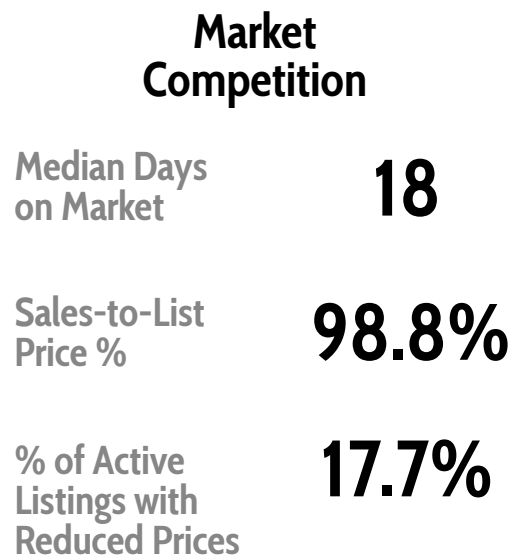 Market
Competition
Median Days
on Market
18
Sales-to-List
Price %
98.8%
% of Active
Listings with
Reduced Prices
17.7%